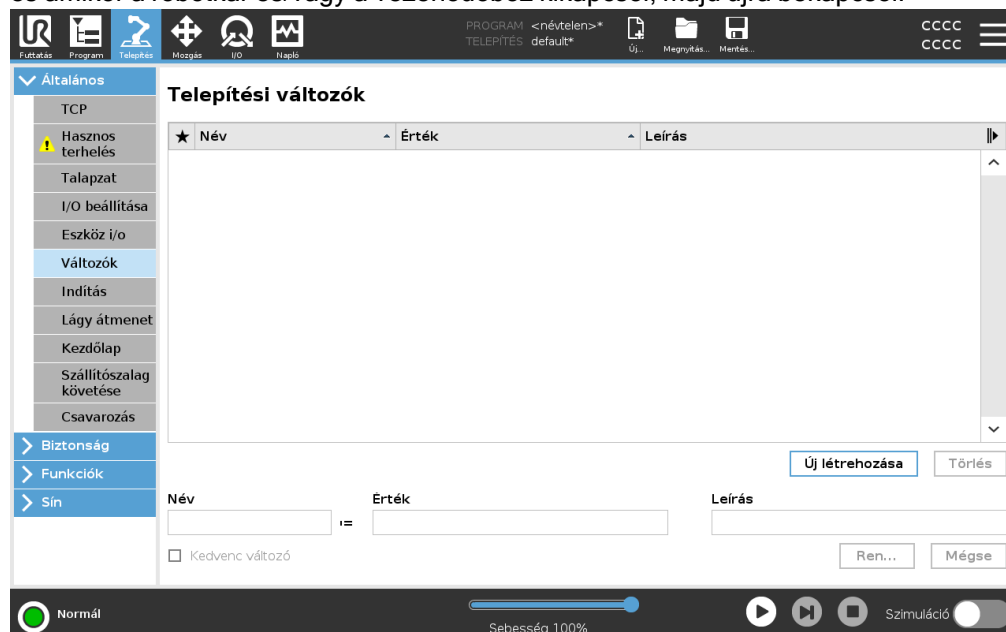 Futtatás Program Telepítés Mozgás I/O Napló
PROGRAM <névtelen>*
TELEPÍTÉS default*
Új... Megnyitás... Mentés...
CCCC
CCCC
Általános
TCP
Hasznos
terhelés
Talapzat
I/O beállítása
Eszköz i/o
Változók
Indítás
Lágy átmenet
Kezdőlap
Szállítószalag
követése
Csavarozás
Biztonság
Funkciók
Sín
Telepítési változók
Név Érték Leírás
Új létrehozása Törlés
Név Érték Leírás
:=
Kedvenc változó
Ren... Mégse
Normál
Sebesség 100%
Szimuláció